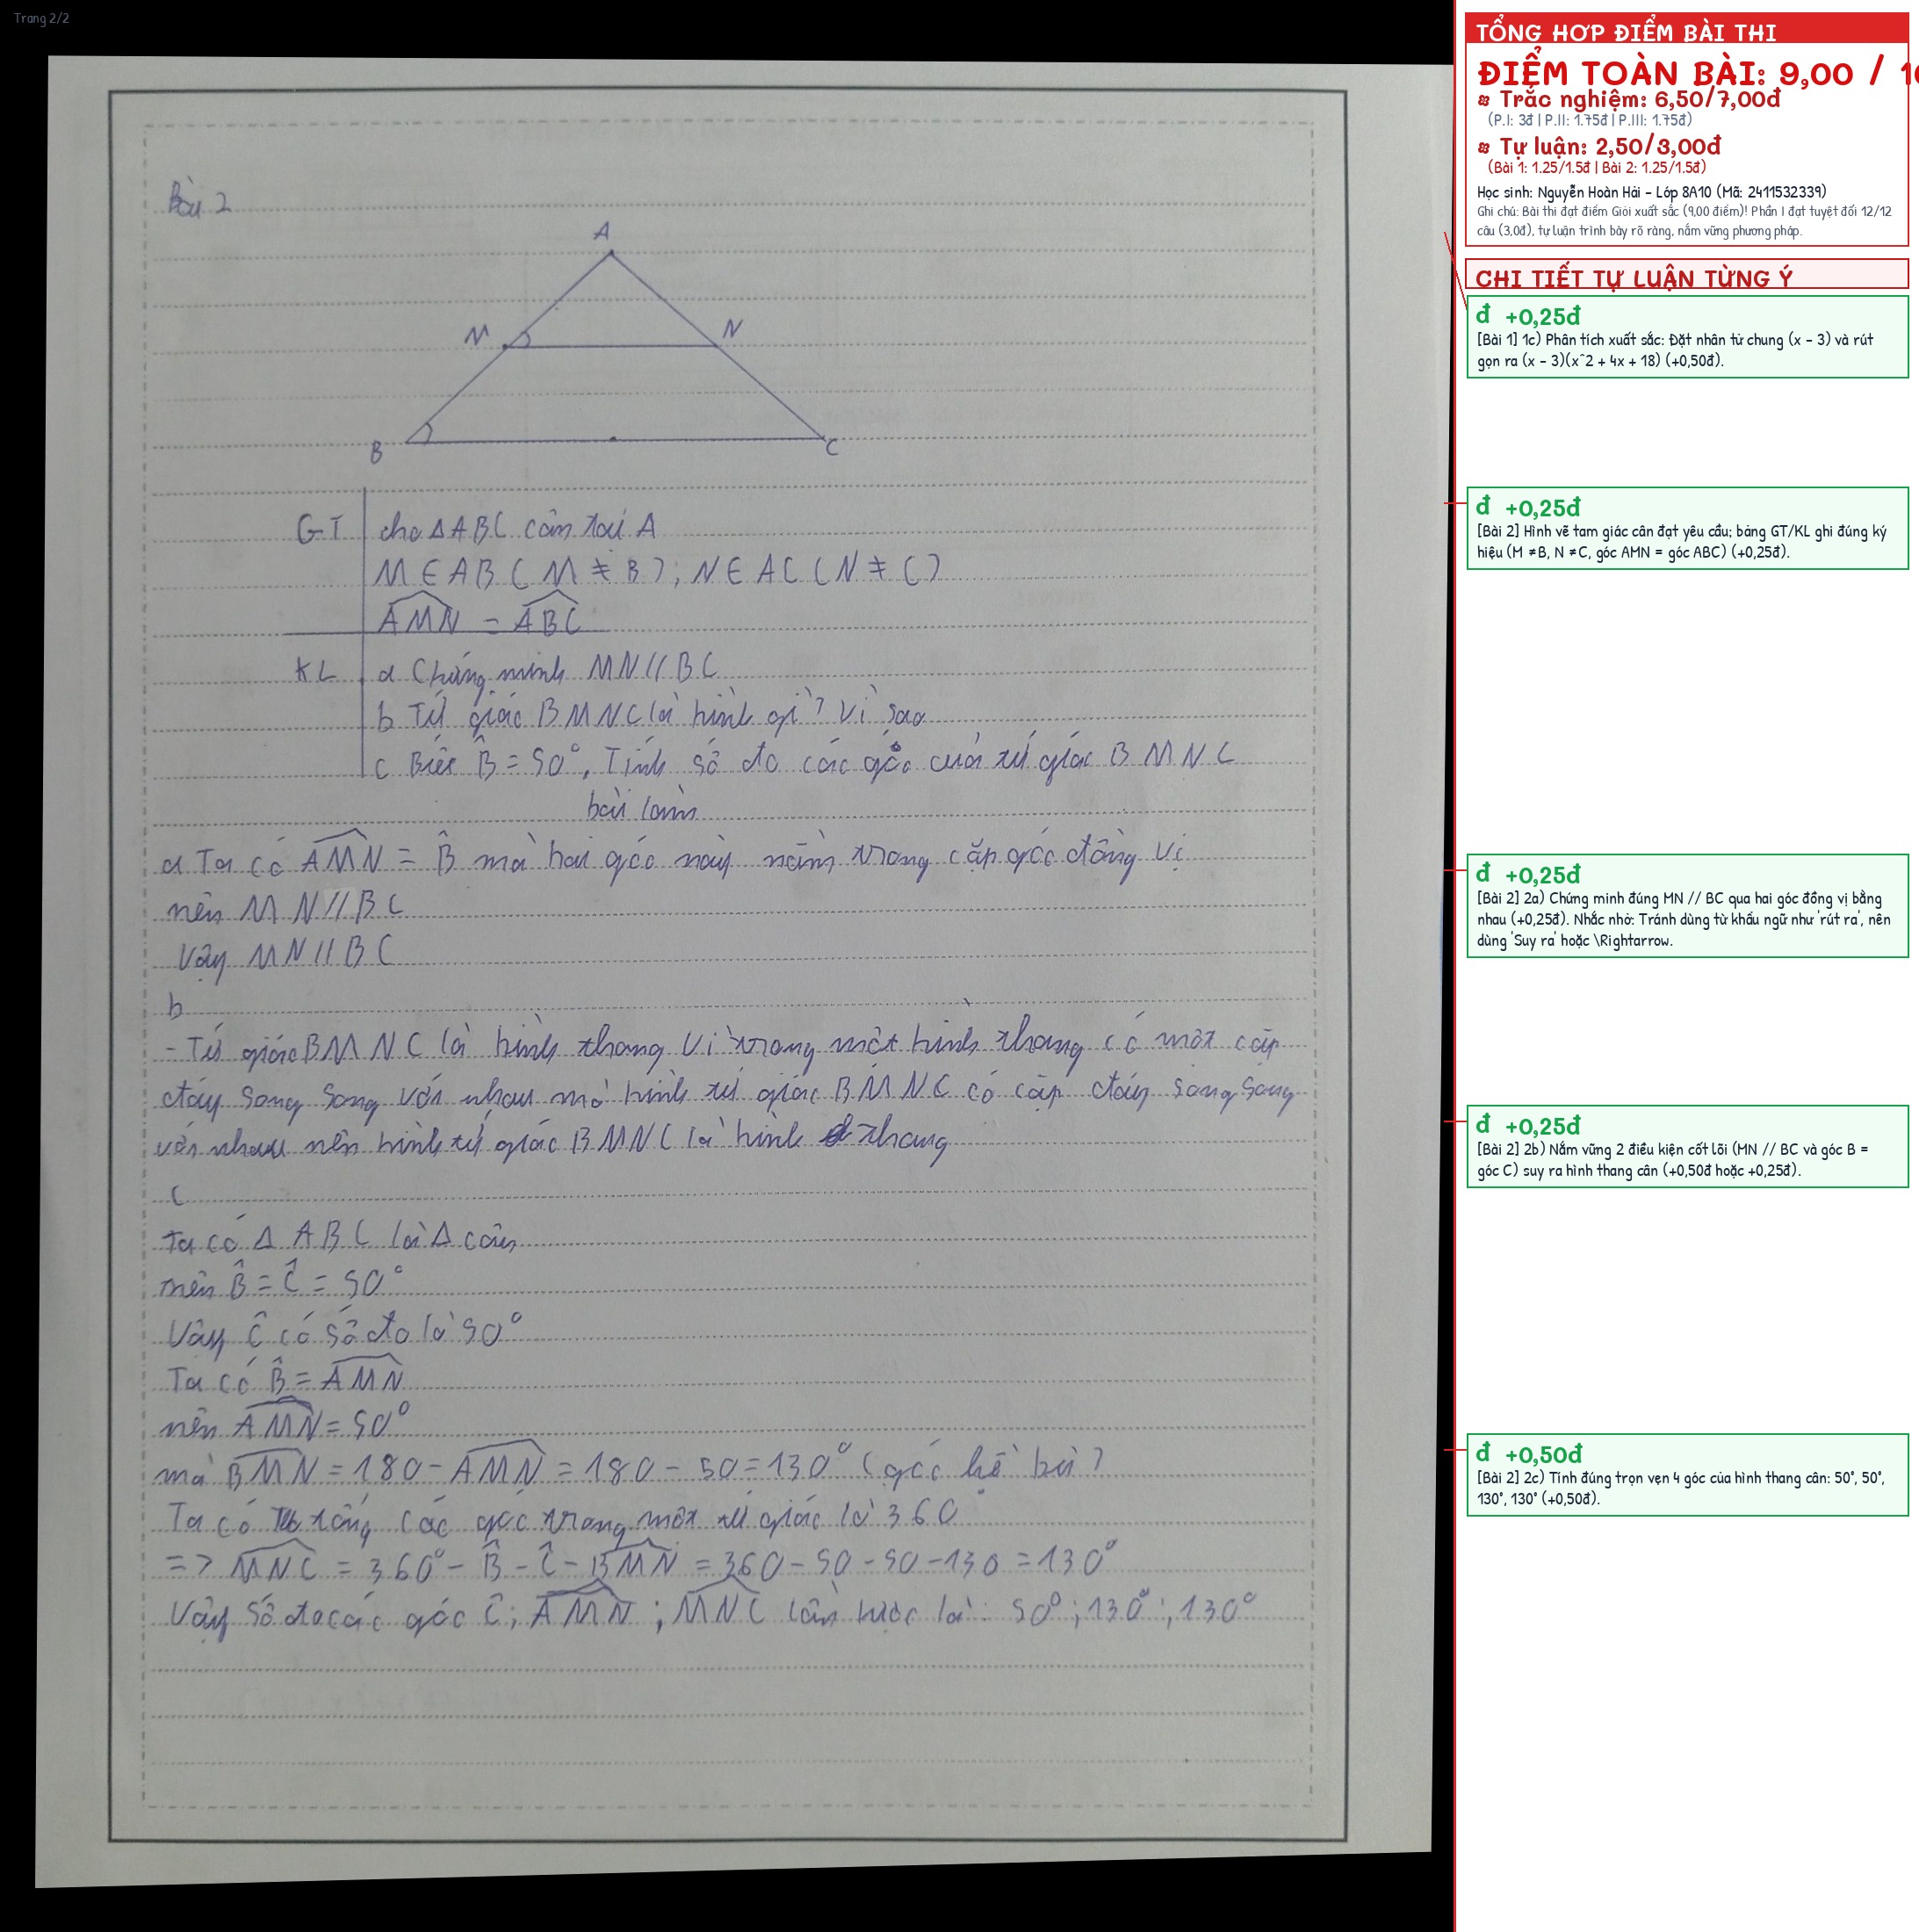 Trang 2/2
Bài 2
A
M
N
B
C
GT cho ΔABC cân tại A
M ∈ AB (M ≠ B); N ∈ AC (N ≠ C)
AMN = ABC
KL a Chứng minh MN // BC
b Tứ giác BMNC là hình gì? Vì sao
c Biết B̂ = 50°, Tính số đo các góc của tứ giác BMNC
bài làm
a Ta có AMN = B̂ mà hai góc này nằm trong cặp góc đồng vị
nên MN // BC
Vậy MN // BC
b
- Tứ giác BMNC là hình thang vì trong một hình thang có một cặp
đáy song song với nhau mà hình tứ giác BMNC có cặp đáy song song
với nhau nên hình tứ giác BMNC là hình thang
c
Ta có Δ ABC là Δ cân
nên B̂ = Ĉ = 50°
Vậy Ĉ có số đo là 50°
Ta có B̂ = AMN
nên AMN = 50°
mà BMN = 180 - AMN = 180 - 50 = 130° (góc kề bù)
Ta có tổng các góc trong một tứ giác là 360
=> MNC = 360° - B̂ - Ĉ - BMN = 360 - 50 - 50 - 130 = 130°
Vậy số đo các góc Ĉ; AMN; MNC lần lượt là: 50°; 130°; 130°
TỔNG HỢP ĐIỂM BÀI THI
ĐIỂM TOÀN BÀI: 9,00 / 10
Trắc nghiệm: 6,50/7,00đ
(P.I: 3đ | P.II: 1.75đ | P.III: 1.75đ)
Tự luận: 2,50/3,00đ
(Bài 1: 1.25/1.5đ | Bài 2: 1.25/1.5đ)
Học sinh: Nguyễn Hoàn Hải - Lớp 8A10 (Mã: 2411532339)
Ghi chú: Bài thi đạt điểm Giỏi xuất sắc (9,00 điểm)! Phần I đạt tuyệt đối 12/12
câu (3,0đ), tự luận trình bày rõ ràng, nắm vững phương pháp.
CHI TIẾT TỰ LUẬN TỪNG Ý
đ +0,25đ
[Bài 1] 1c) Phân tích xuất sắc: Đặt nhân tử chung (x - 3) và rút
gọn ra (x - 3)(x^2 + 4x + 18) (+0,50đ).
đ +0,25đ
[Bài 2] Hình vẽ tam giác cân đạt yêu cầu; bảng GT/KL ghi đúng ký
hiệu (M ≠ B, N ≠ C, góc AMN = góc ABC) (+0,25đ).
đ +0,25đ
[Bài 2] 2a) Chứng minh đúng MN // BC qua hai góc đồng vị bằng
nhau (+0,25đ). Nhắc nhở: Tránh dùng từ khẩu ngữ như 'rút ra', nên
dùng 'Suy ra' hoặc \Rightarrow.
đ +0,25đ
[Bài 2] 2b) Nắm vững 2 điều kiện cốt lõi (MN // BC và góc B =
góc C) suy ra hình thang cân (+0,50đ hoặc +0,25đ).
đ +0,50đ
[Bài 2] 2c) Tính đúng trọn vẹn 4 góc của hình thang cân: 50°, 50°,
130°, 130° (+0,50đ).